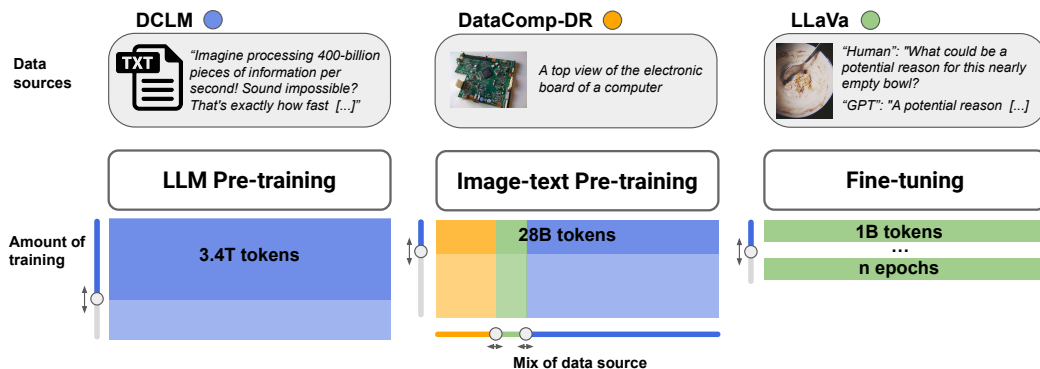 DCLM
DataComp-DR
LLaVa
Data
sources
TXT
“Imagine processing 400-billion
pieces of information per
second! Sound impossible?
That's exactly how fast [...]”
A top view of the electronic
board of a computer
“Human”: "What could be a
potential reason for this nearly
empty bowl?
“GPT”: "A potential reason [...]
LLM Pre-training
Image-text Pre-training
Fine-tuning
Amount of
training
3.4T tokens
28B tokens
1B tokens
...
n epochs
Mix of data source